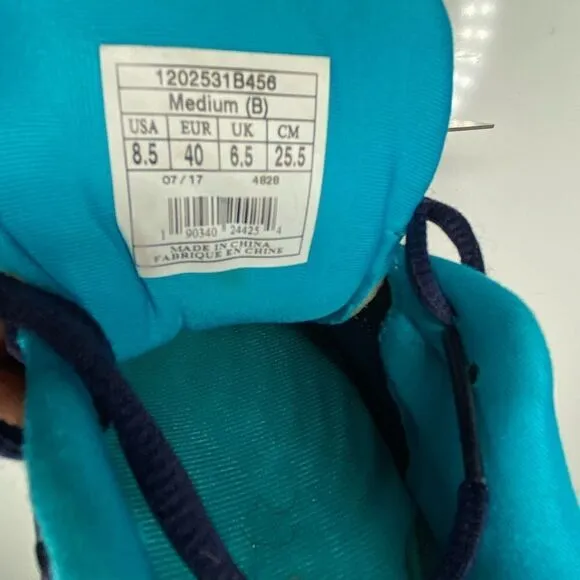 1202531B456
Medium (B)
USA EUR UK CM
8.5 40 6.5 25.5
07/17 4828
1 90340 24425 4
MADE IN CHINA
FABRIQUE EN CHINE